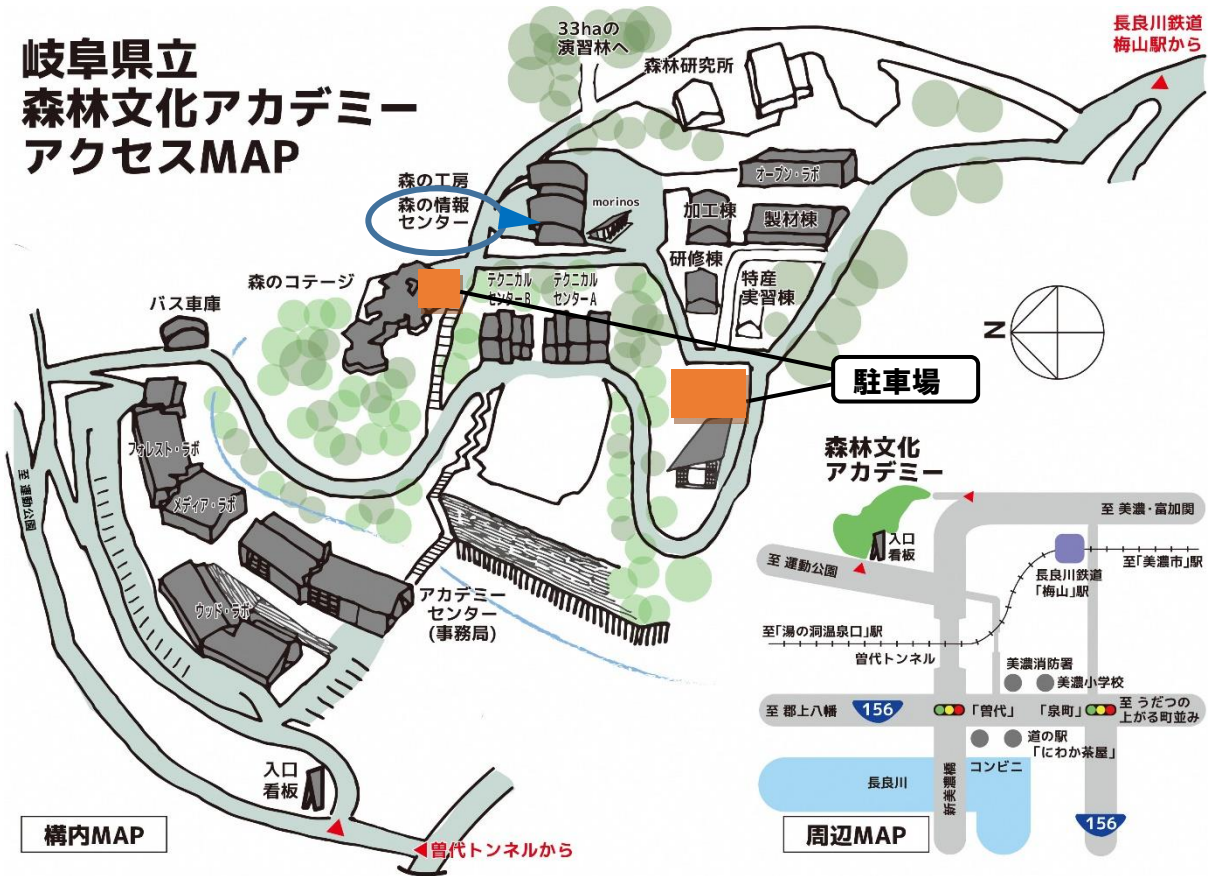 岐阜県立
森林文化アカデミー
アクセスMAP
33haの
演習林へ
森林研究所
長良川鉄道
梅山駅から
森の工房
森の情報
センター
morinos
オープン・ラボ
加工棟
製材棟
研修棟
特産
実習棟
森のコテージ
テクニカル
センターB
テクニカル
センターA
バス車庫
N
駐車場
フォレスト・ラボ
メディア・ラボ
至 運動公園
ウッド・ラボ
アカデミー
センター
(事務局)
入口
看板
曽代トンネルから
構内MAP
森林文化
アカデミー
入口
看板
至 美濃・富加関
至 運動公園
長良川鉄道
「梅山」駅
至「美濃市」駅
至「湯の洞温泉口」駅
曽代トンネル
美濃消防署
美濃小学校
至 郡上八幡
156
「曽代」
「泉町」
至 うだつの
上がる町並み
道の駅
「にわか茶屋」
コンビニ
長良川
新美濃橋
156
周辺MAP